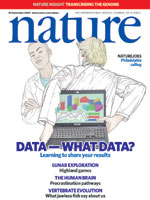 NATURE INSIGHT TRANSCRIBING THE GENOME
nature
NATUREJOBS
Philadelphia
calling
DATA — WHAT DATA?
Learning to share your results
LUNAR EXPLORATION
Highland games
THE HUMAN BRAIN
Procrastination pathways
VERTEBRATE EVOLUTION
What jawless fish say about us